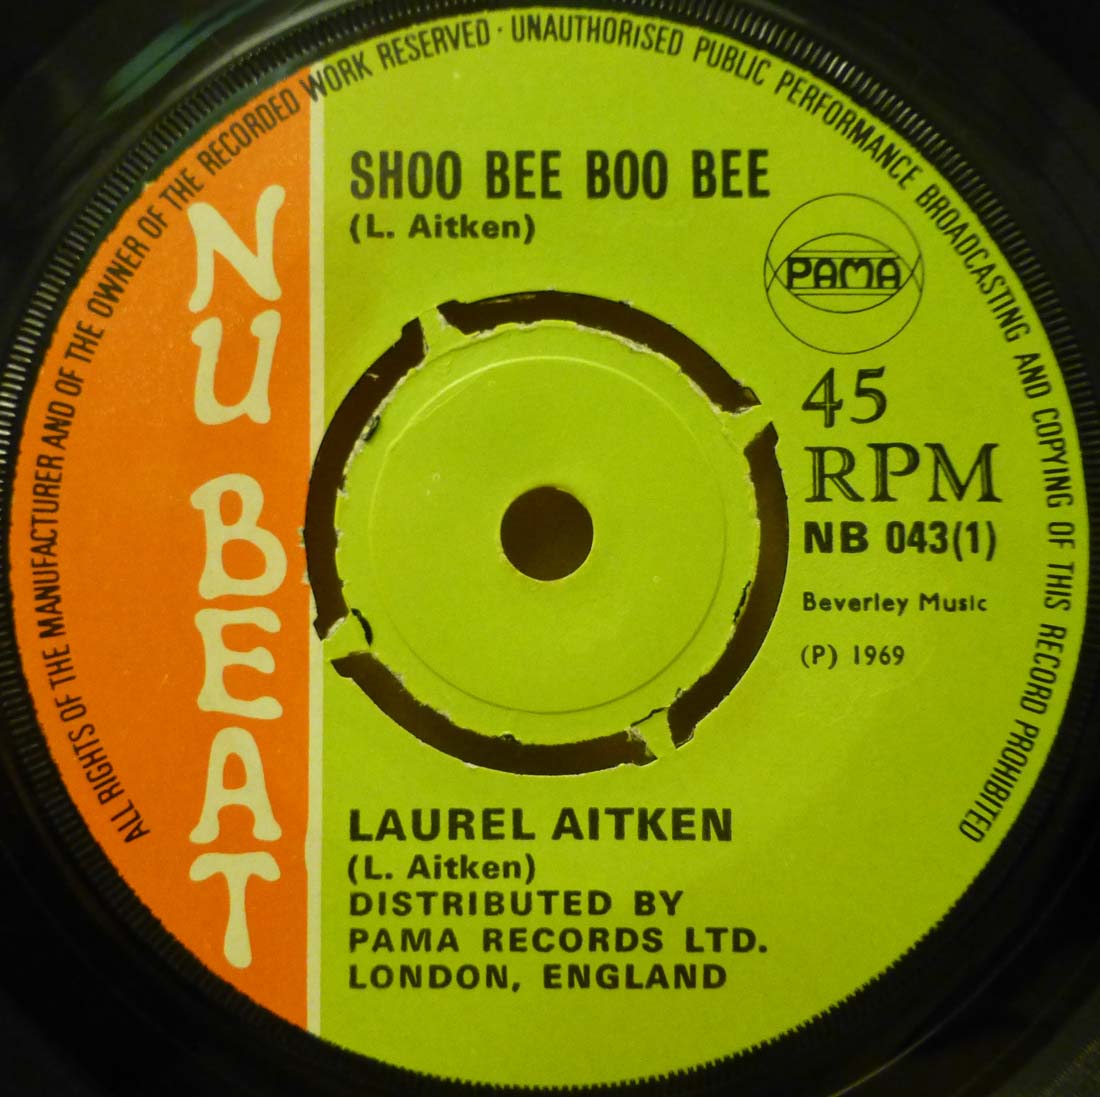 ALL RIGHTS OF THE MANUFACTURER AND OF THE OWNER OF THE RECORDED WORK RESERVED · UNAUTHORISED PUBLIC PERFORMANCE BROADCASTING AND COPYING OF THIS RECORD PROHIBITED
NU BEAT
SHOO BEE BOO BEE
(L. Aitken)
PAMA
45
RPM
NB 043(1)
Beverley Music
(P) 1969
LAUREL AITKEN
(L. Aitken)
DISTRIBUTED BY
PAMA RECORDS LTD.
LONDON, ENGLAND